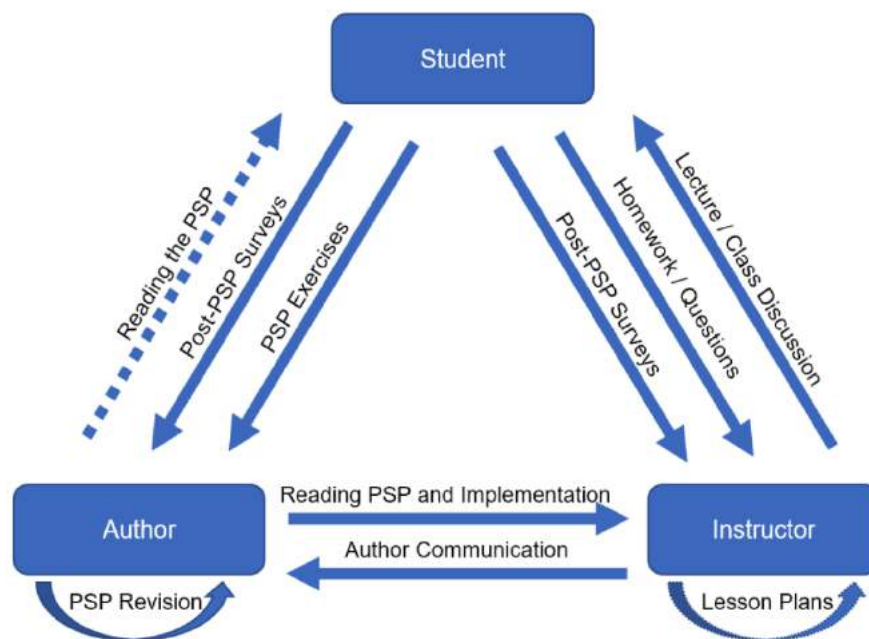 Student
Reading the PSP
Post-PSP Surveys
PSP Exercises
Post-PSP Surveys
Homework / Questions
Lecture / Class Discussion
Author
Reading PSP and Implementation
Author Communication
Instructor
PSP Revision
Lesson Plans